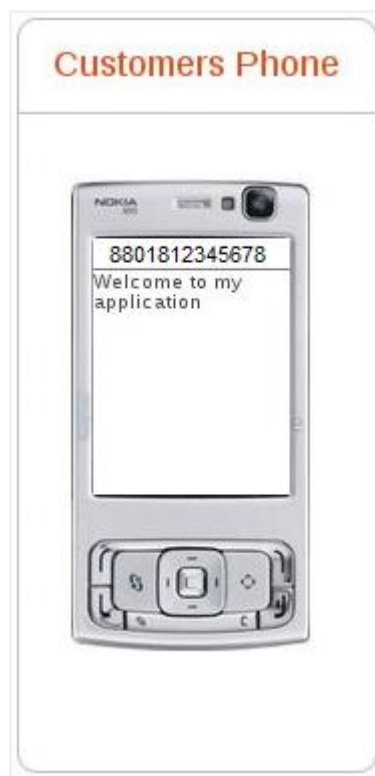 Customers Phone
NOKIA
8801812345678
Welcome to my
application